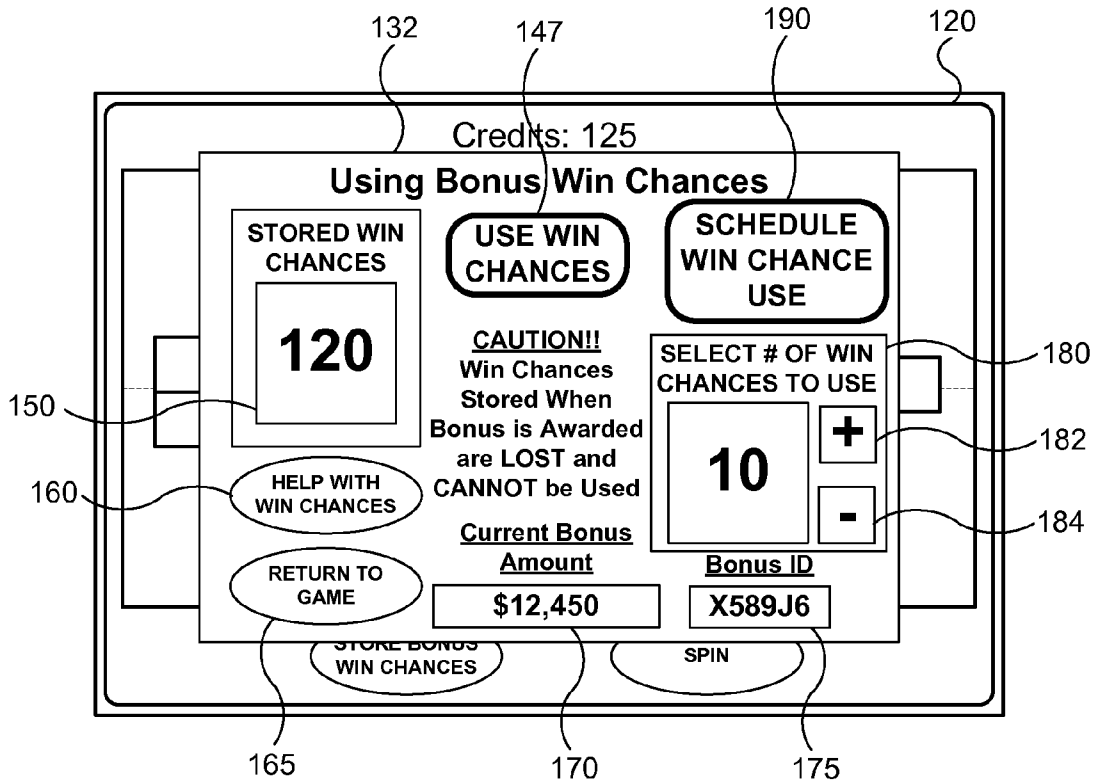 132
147
190
120
Credits: 125
Using Bonus Win Chances
STORED WIN
CHANCES
120
USE WIN
CHANCES
SCHEDULE
WIN CHANCE
USE
CAUTION!!
Win Chances
Stored When
Bonus is Awarded
are LOST and
CANNOT be Used
SELECT # OF WIN
CHANCES TO USE
10
+
-
180
182
184
150
160
HELP WITH
WIN CHANCES
RETURN TO
GAME
Current Bonus
Amount
$12,450
Bonus ID
X589J6
STORE BONUS
WIN CHANCES
SPIN
165
170
175